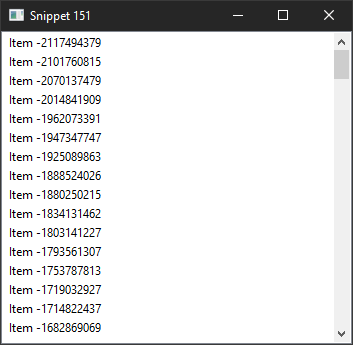 Snippet 151
Item -2117494379
Item -2101760815
Item -2070137479
Item -2014841909
Item -1962073391
Item -1947347747
Item -1925089863
Item -1888524026
Item -1880250215
Item -1834131462
Item -1803141227
Item -1793561307
Item -1753787813
Item -1719032927
Item -1714822437
Item -1682869069